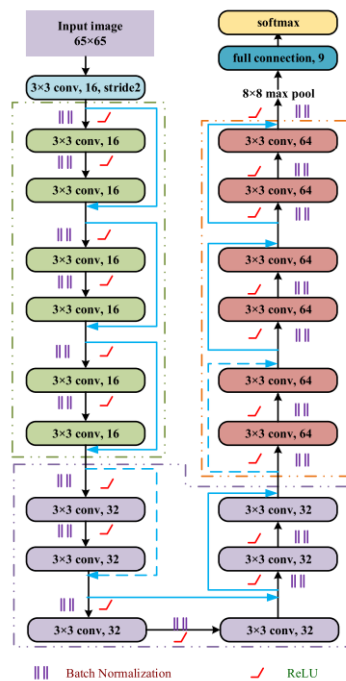 Input image
65×65
3×3 conv, 16, stride2
3×3 conv, 16
3×3 conv, 16
3×3 conv, 16
3×3 conv, 16
3×3 conv, 16
3×3 conv, 16
3×3 conv, 32
3×3 conv, 32
3×3 conv, 32
3×3 conv, 32
3×3 conv, 32
3×3 conv, 32
3×3 conv, 64
3×3 conv, 64
3×3 conv, 64
3×3 conv, 64
3×3 conv, 64
3×3 conv, 64
8×8 max pool
full connection, 9
softmax
Batch Normalization
ReLU